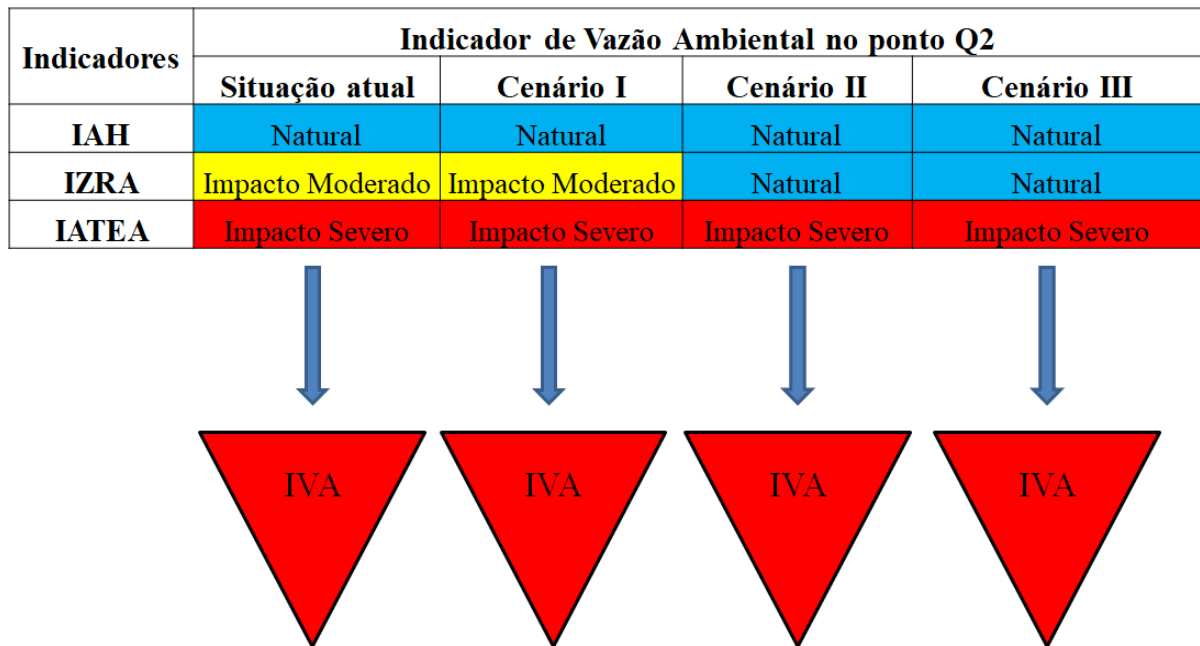 Indicadores
Indicador de Vazão Ambiental no ponto Q2
Situação atual Cenário I Cenário II Cenário III
IAH Natural Natural Natural Natural
IZRA Impacto Moderado Impacto Moderado Natural Natural
IATEA Impacto Severo Impacto Severo Impacto Severo Impacto Severo
IVA IVA IVA IVA